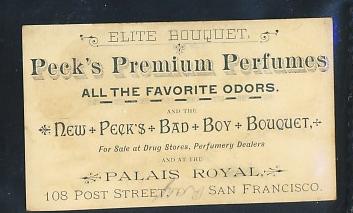 ELITE BOUQUET,
Peck's Premium Perfumes
ALL THE FAVORITE ODORS.
AND THE
NEW + PECK'S + BAD + BOY + BOUQUET,
For Sale at Drug Stores, Perfumery Dealers
AND AT THE
PALAIS ROYAL,
108 POST STREET, SAN FRANCISCO.